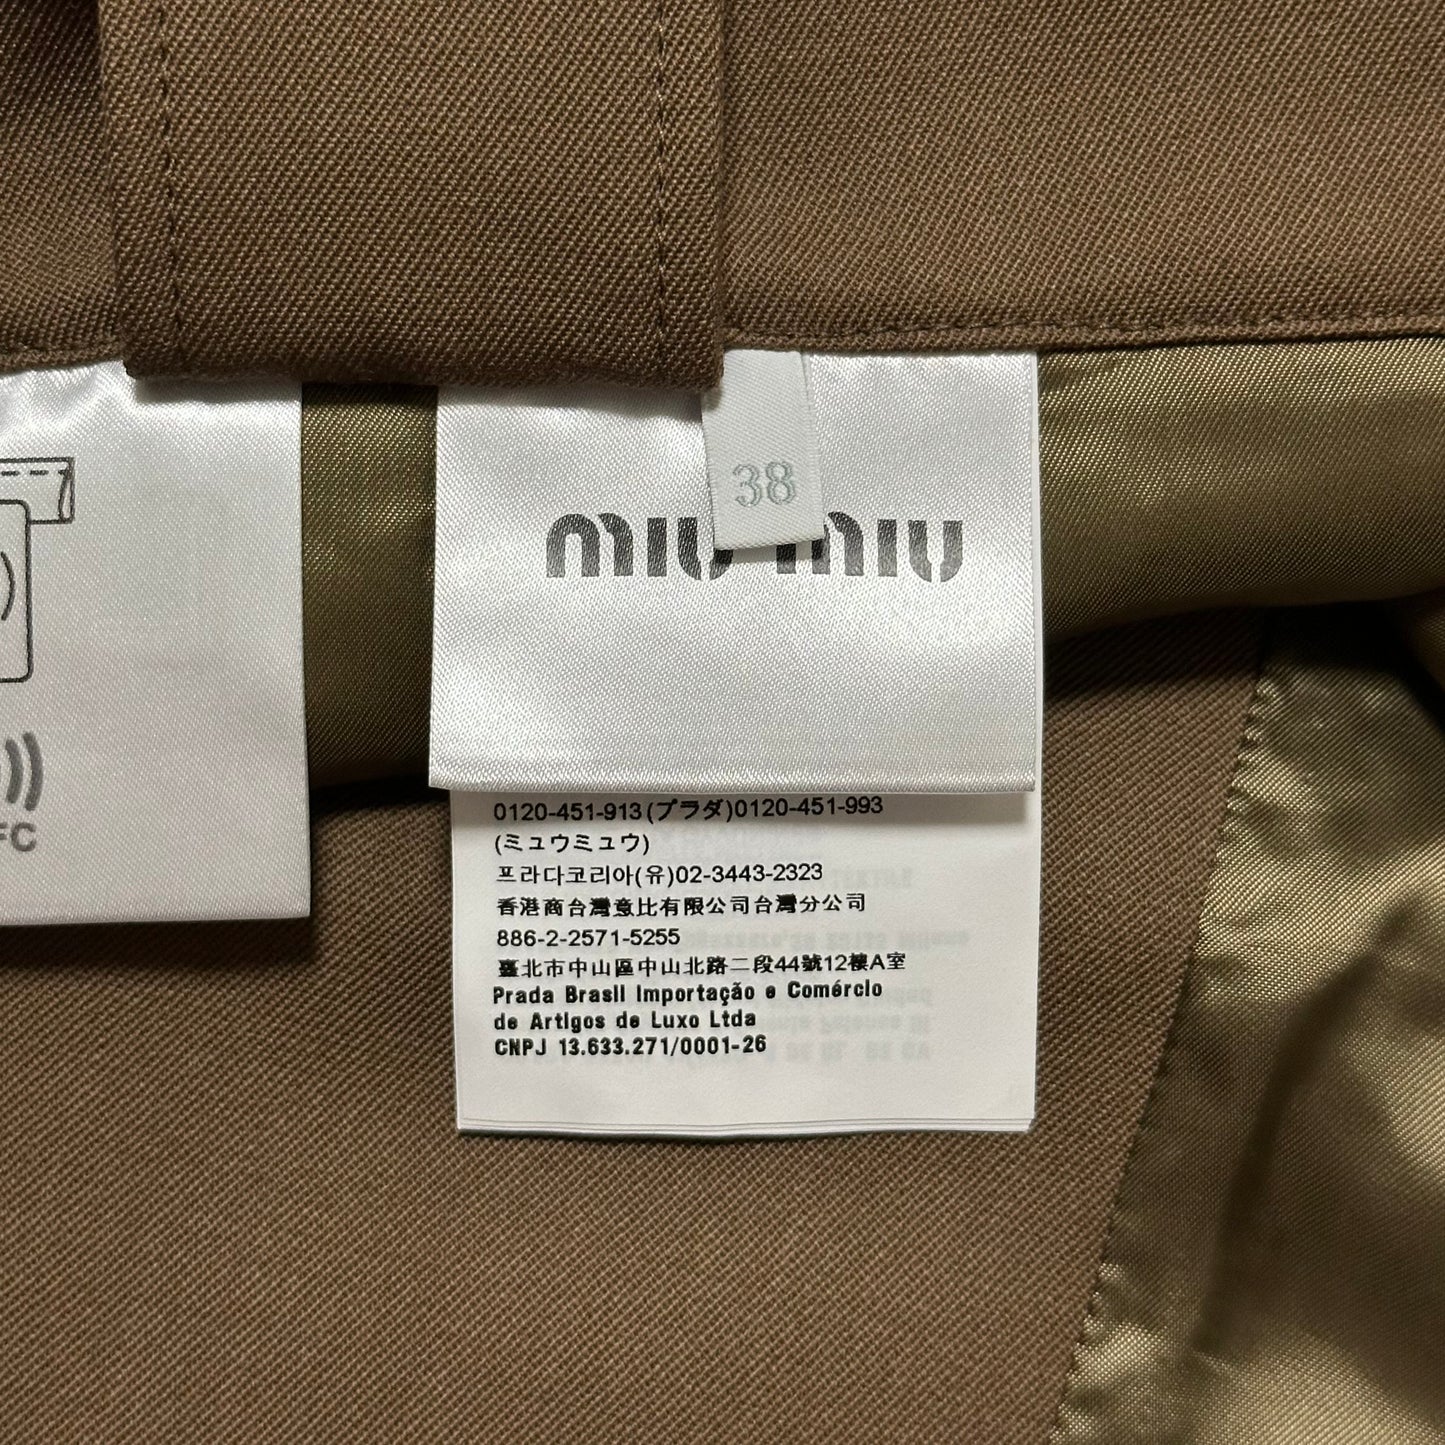 38
miu miu
FC
0120-451-913(プラダ)0120-451-993
(ミュウミュウ)
프라다코리아(유)02-3443-2323
香港商台灣意比有限公司台灣分公司
886-2-2571-5255
臺北市中山區中山北路二段44號12樓A室
Prada Brasil Importação e Comércio
de Artigos de Luxo Ltda
CNPJ 13.633.271/0001-26